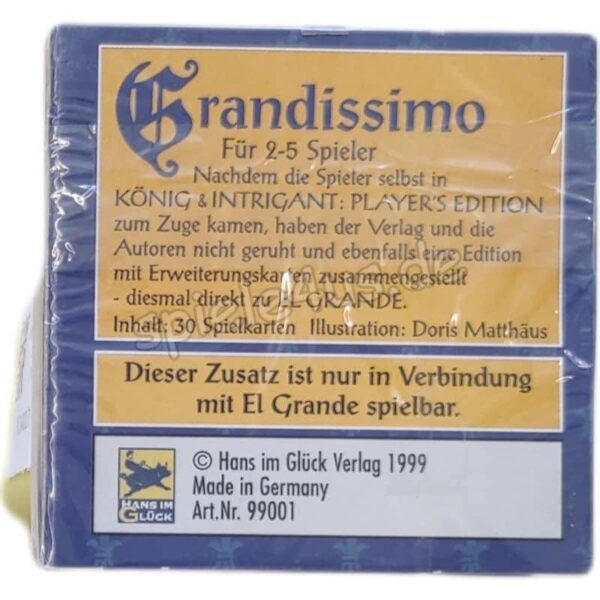 Grandissimo
Für 2-5 Spieler
Nachdem die Spieler selbst in
KÖNIG & INTRIGANT: PLAYER'S EDITION
zum Zuge kamen, haben der Verlag und die
Autoren nicht geruht und ebenfalls eine Edition
mit Erweiterungskarten zusammengestellt
- diesmal direkt zu EL GRANDE.
Inhalt: 30 Spielkarten Illustration: Doris Matthäus
Dieser Zusatz ist nur in Verbindung
mit El Grande spielbar.
HANS IM
GLÜCK
© Hans im Glück Verlag 1999
Made in Germany
Art.Nr. 99001